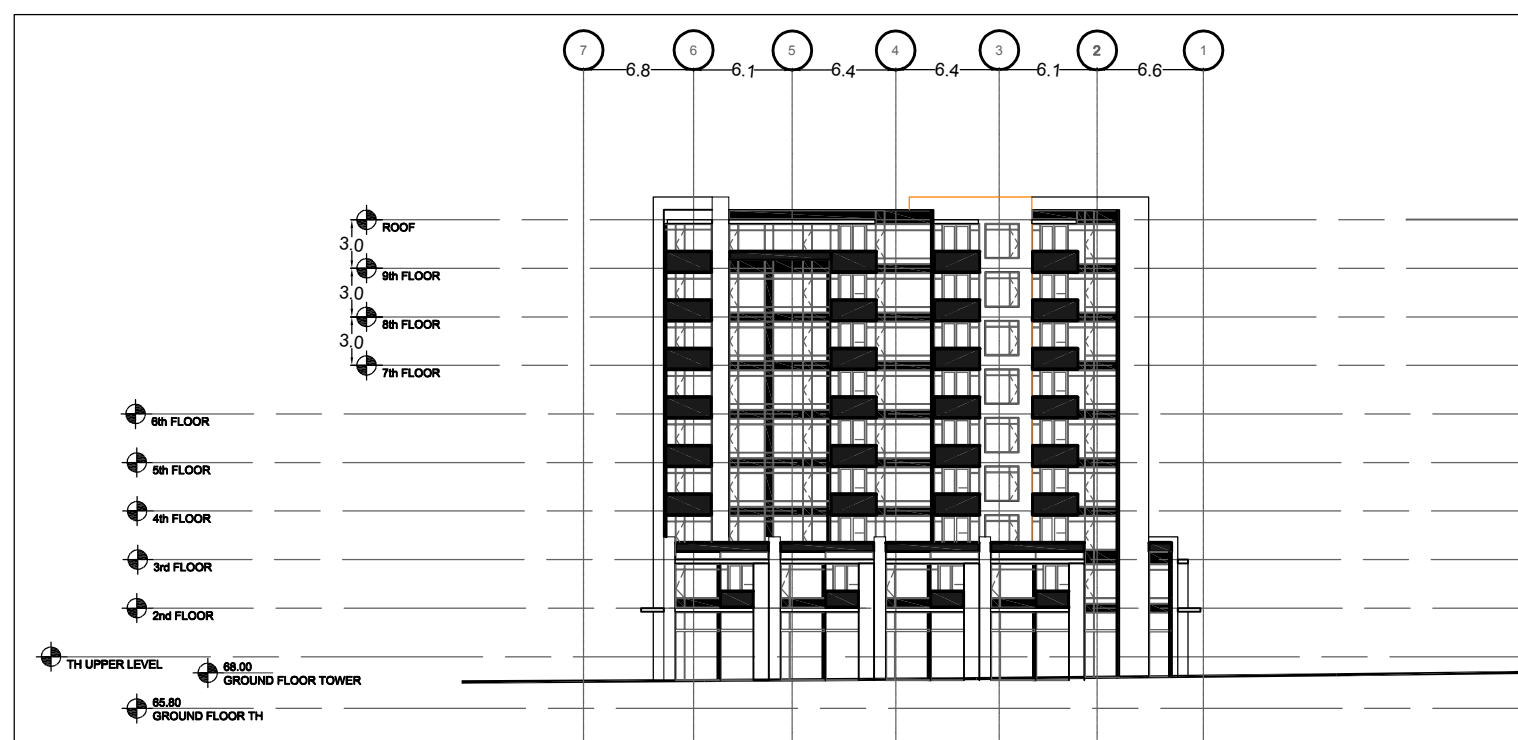 7 6 5 4 3 2 1
6.8 6.1 6.4 6.4 6.1 6.6
ROOF
3.0
9th FLOOR
3.0
8th FLOOR
3.0
7th FLOOR
6th FLOOR
5th FLOOR
4th FLOOR
3rd FLOOR
2nd FLOOR
TH UPPER LEVEL
68.00
GROUND FLOOR TOWER
65.80
GROUND FLOOR TH